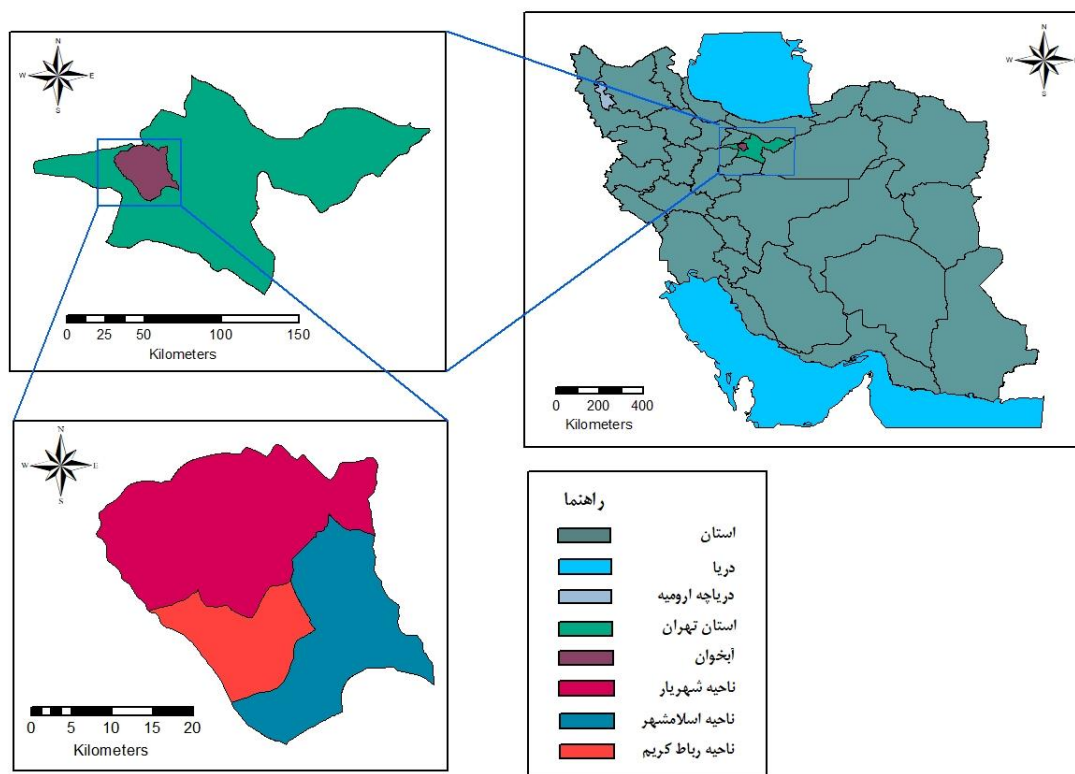 N
W E
S
0 25 50 100 150
Kilometers
N
W E
S
0 200 400
Kilometers
N
W E
S
0 5 10 15 20
Kilometers
راهنما
استان
دریا
دریاچه ارومیه
استان تهران
آبخوان
ناحیه شهریار
ناحیه اسلامشهر
ناحیه رباط کریم